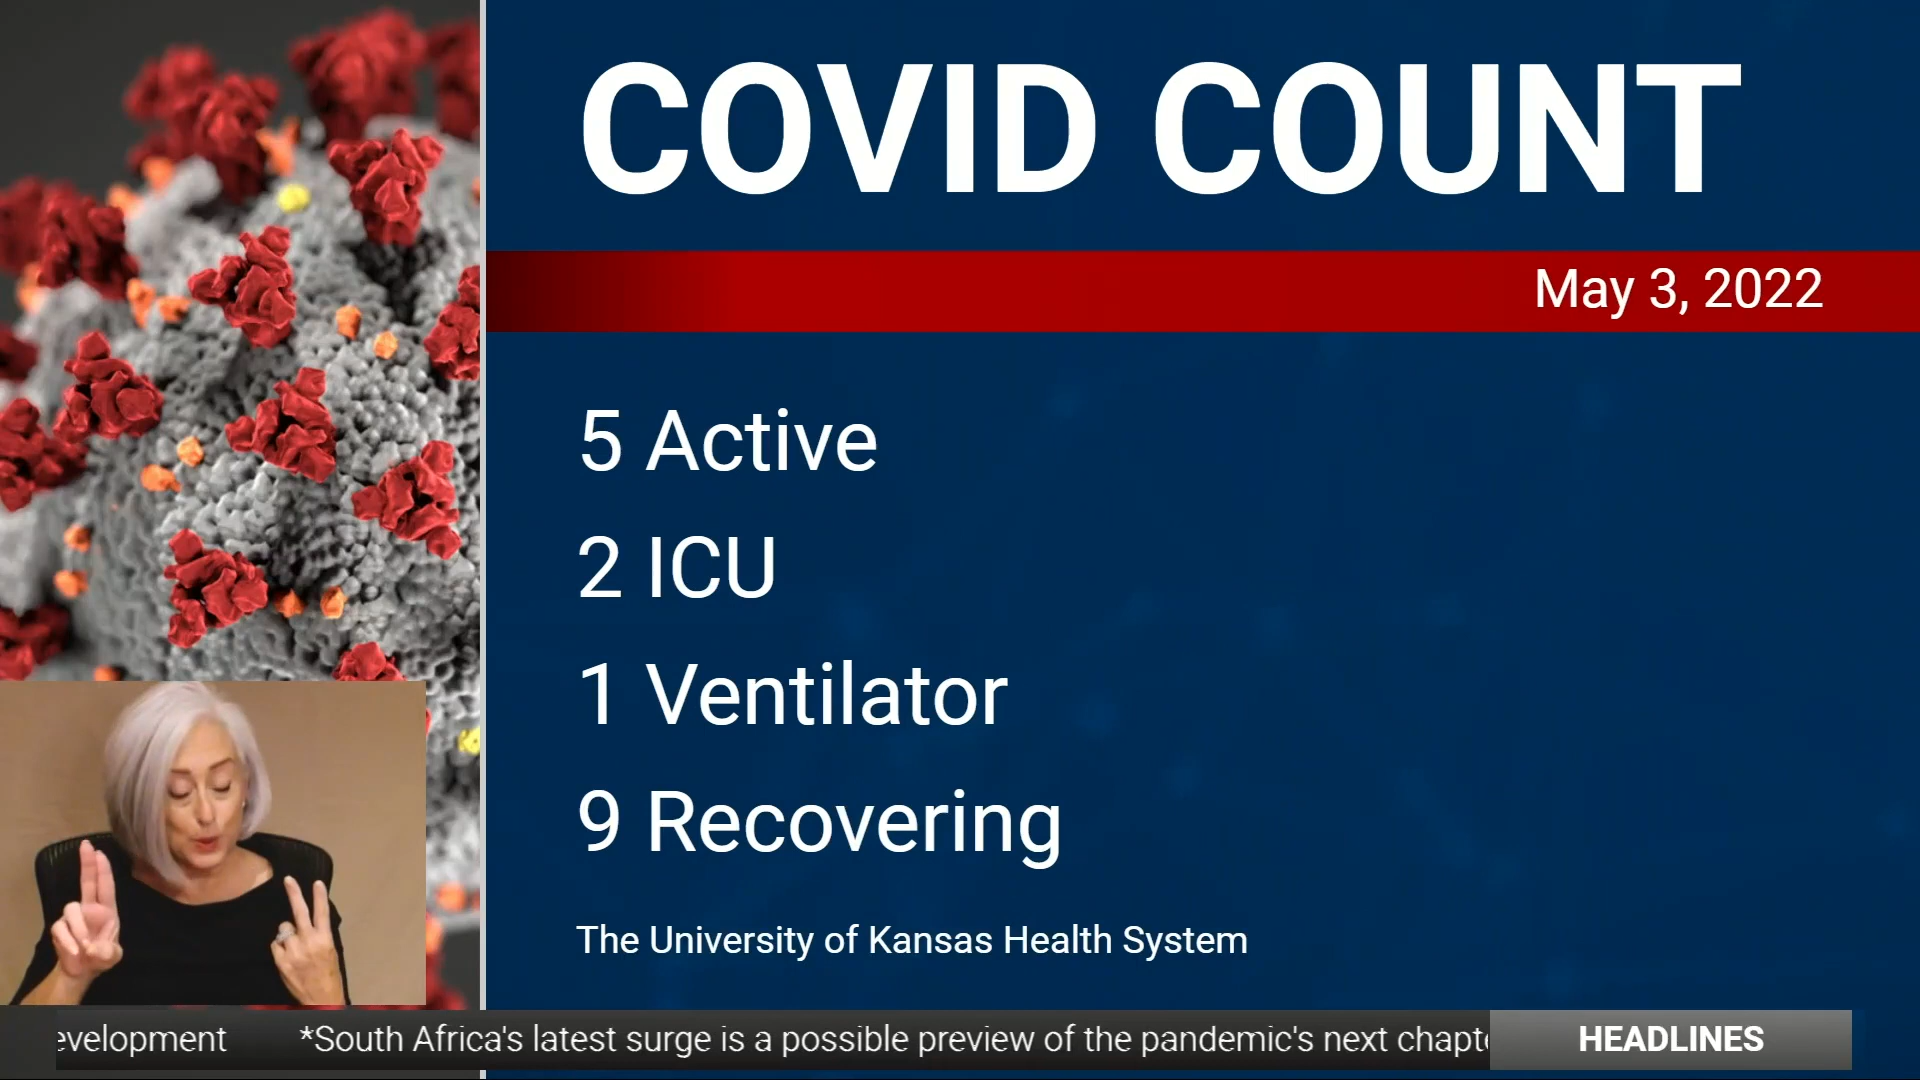 COVID COUNT
May 3, 2022
5 Active
2 ICU
1 Ventilator
9 Recovering
The University of Kansas Health System
evelopment *South Africa's latest surge is a possible preview of the pandemic's next chapte
HEADLINES